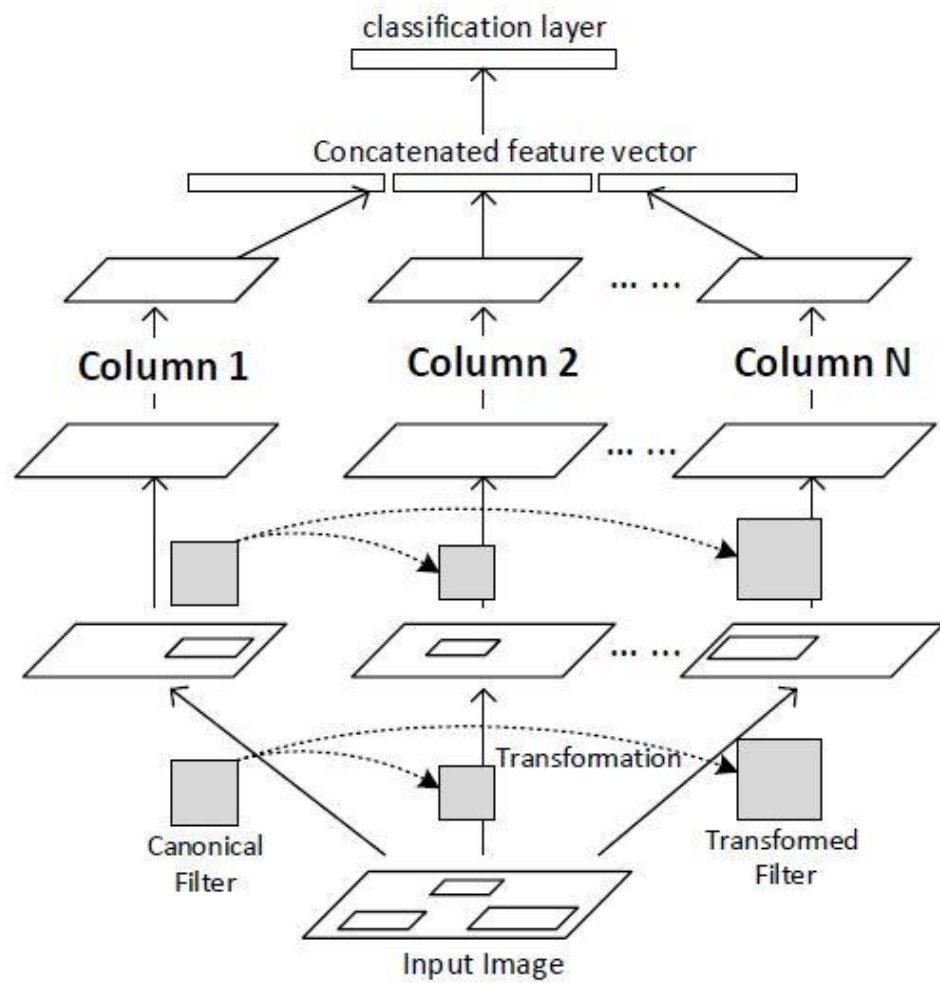 classification layer
Concatenated feature vector
... ...
Column 1 Column 2 Column N
... ...
... ...
Transformation
Canonical
Filter
Transformed
Filter
Input Image